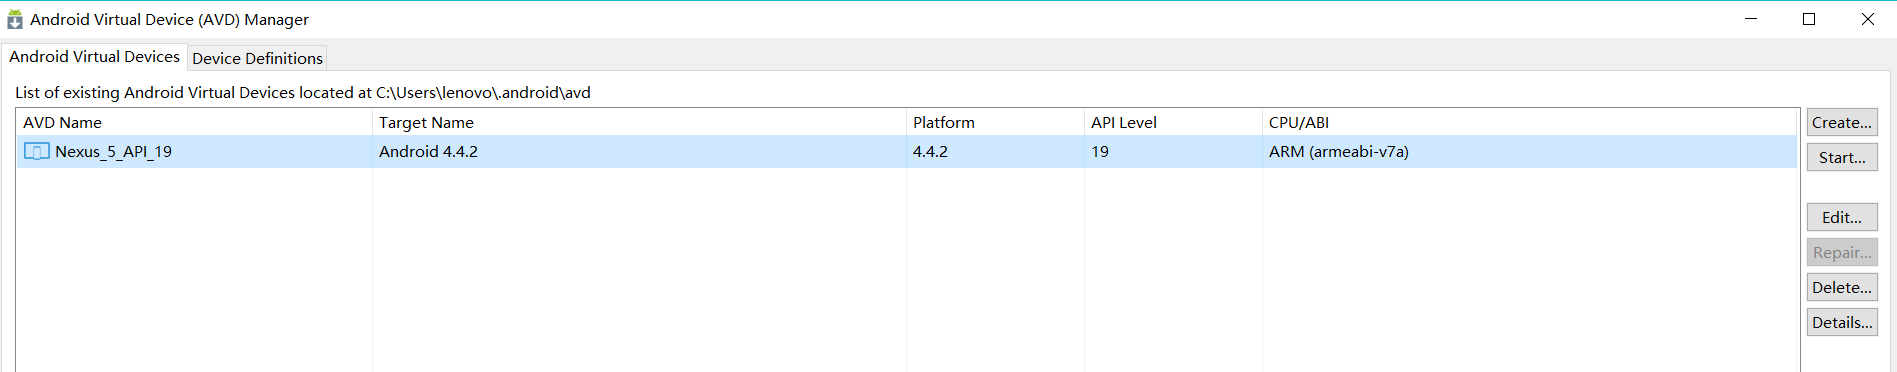 Android Virtual Device (AVD) Manager
Android Virtual Devices Device Definitions
List of existing Android Virtual Devices located at C:\Users\lenovo\.android\avd
AVD Name Target Name Platform API Level CPU/ABI Create...
Nexus_5_API_19 Android 4.4.2 4.4.2 19 ARM (armeabi-v7a) Start...
Edit...
Repair...
Delete...
Details...